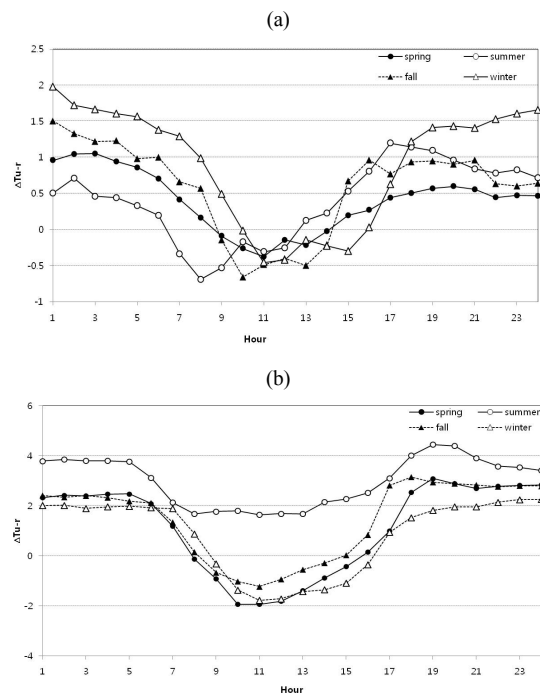 (a)
2.5
spring
summer
2
fall
winter
1.5
1
0.5
0
-0.5
-1
ΔTu-r
1 3 5 7 9 11 13 15 17 19 21 23
Hour
(b)
6
spring
summer
fall
winter
4
2
0
-2
-4
ΔTu-r
1 3 5 7 9 11 13 15 17 19 21 23
Hour